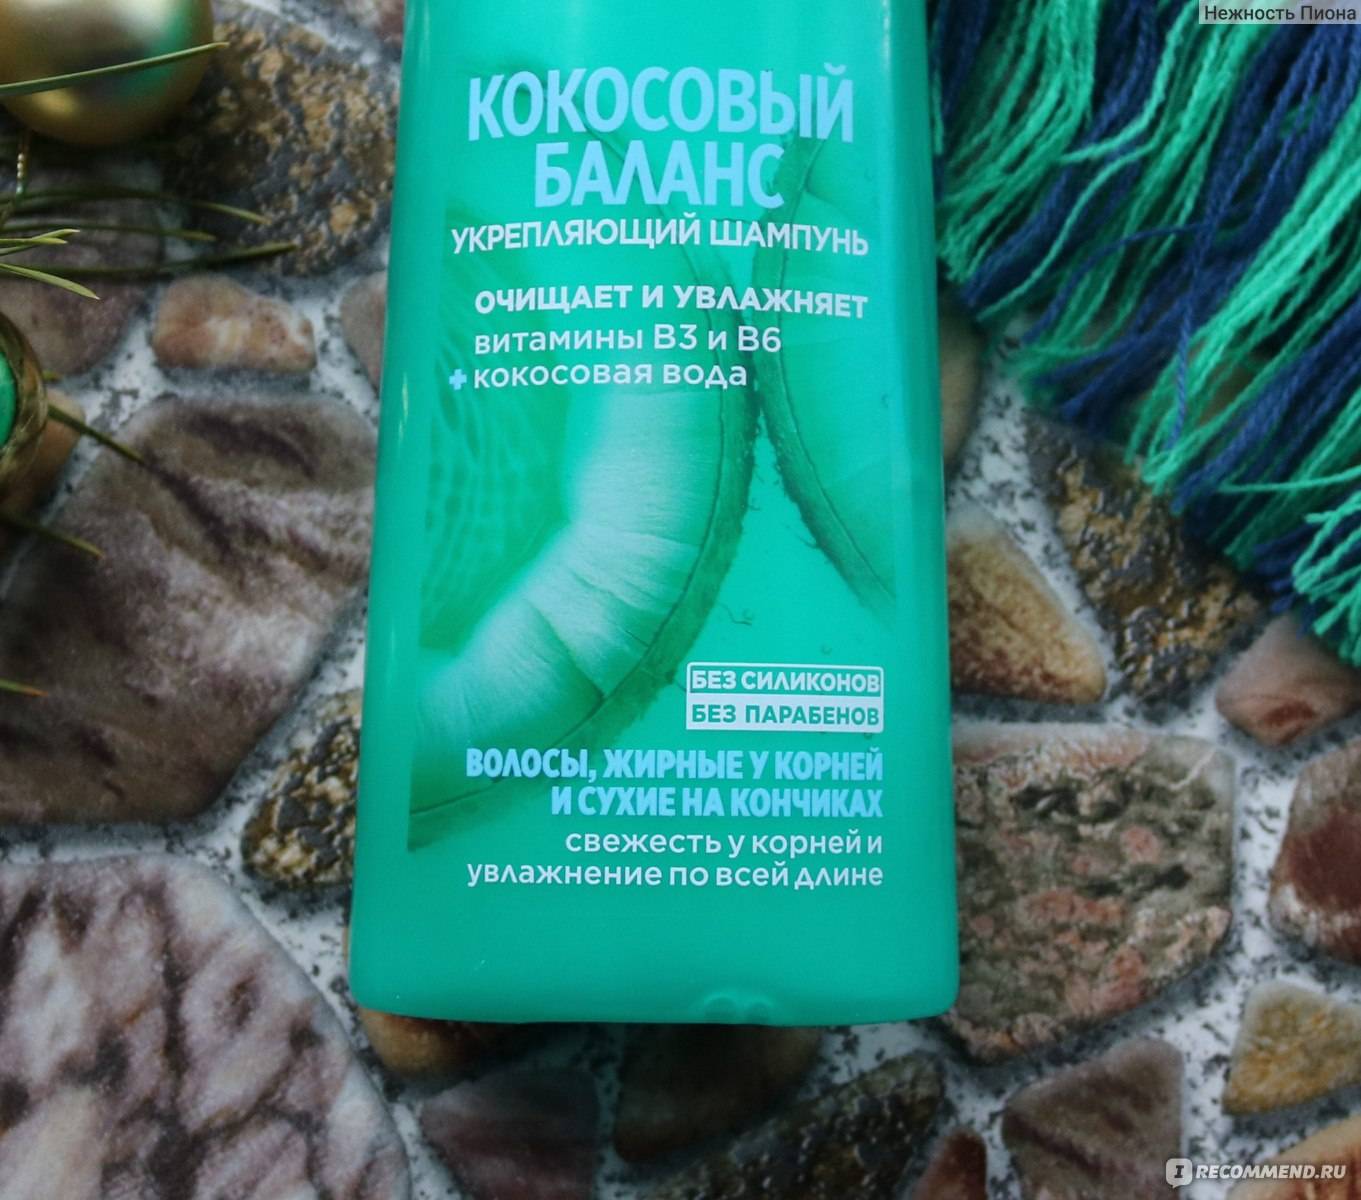 Нежность Пиона
КОКОСОВЫЙ
БАЛАНС
УКРЕПЛЯЮЩИЙ ШАМПУНЬ
ОЧИЩАЕТ И УВЛАЖНЯЕТ
витамины В3 и В6
+ кокосовая вода
БЕЗ СИЛИКОНОВ
БЕЗ ПАРАБЕНОВ
ВОЛОСЫ, ЖИРНЫЕ У КОРНЕЙ
И СУХИЕ НА КОНЧИКАХ
свежесть у корней и
увлажнение по всей длине
IRECOMMEND.RU